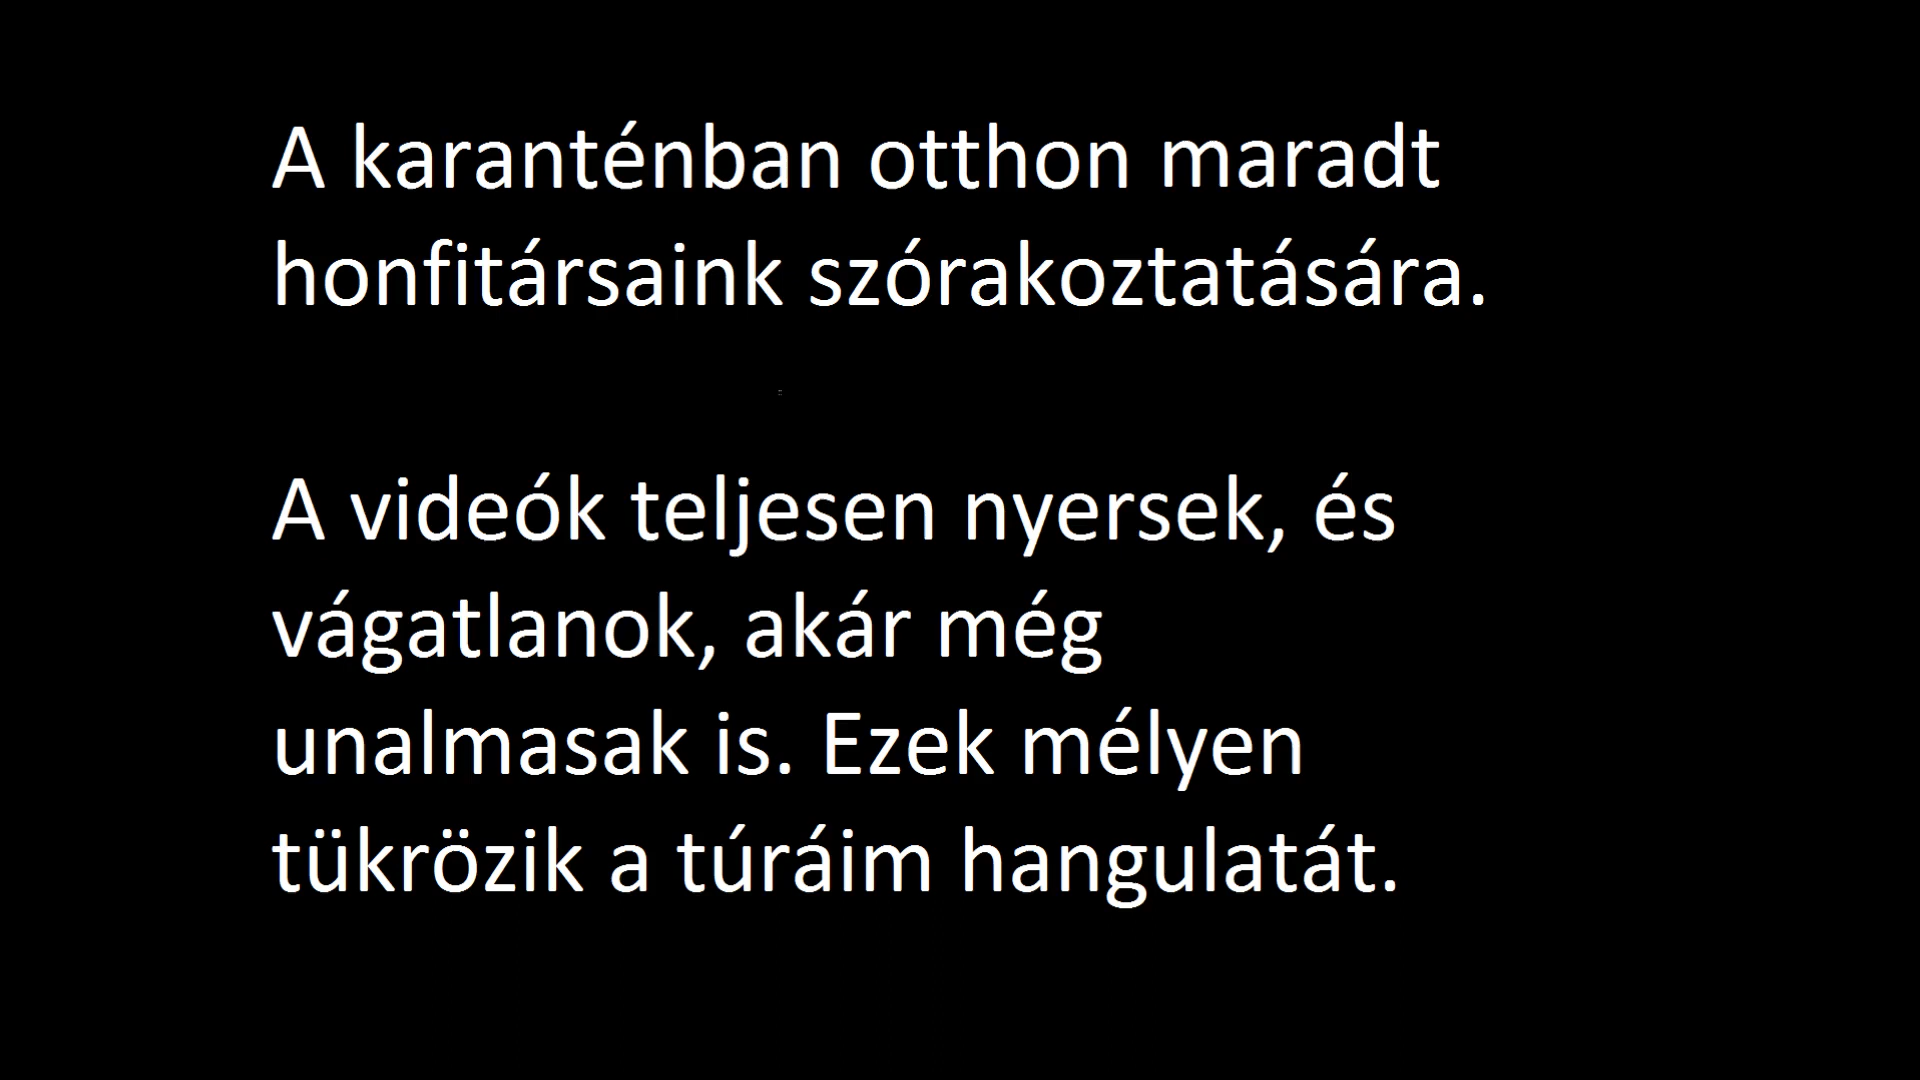 A karanténban otthon maradt
honfitársaink szórakoztatására.
A videók teljesen nyersek, és
vágatlanok, akár még
unalmasak is. Ezek mélyen
tükrözik a túráim hangulatát.